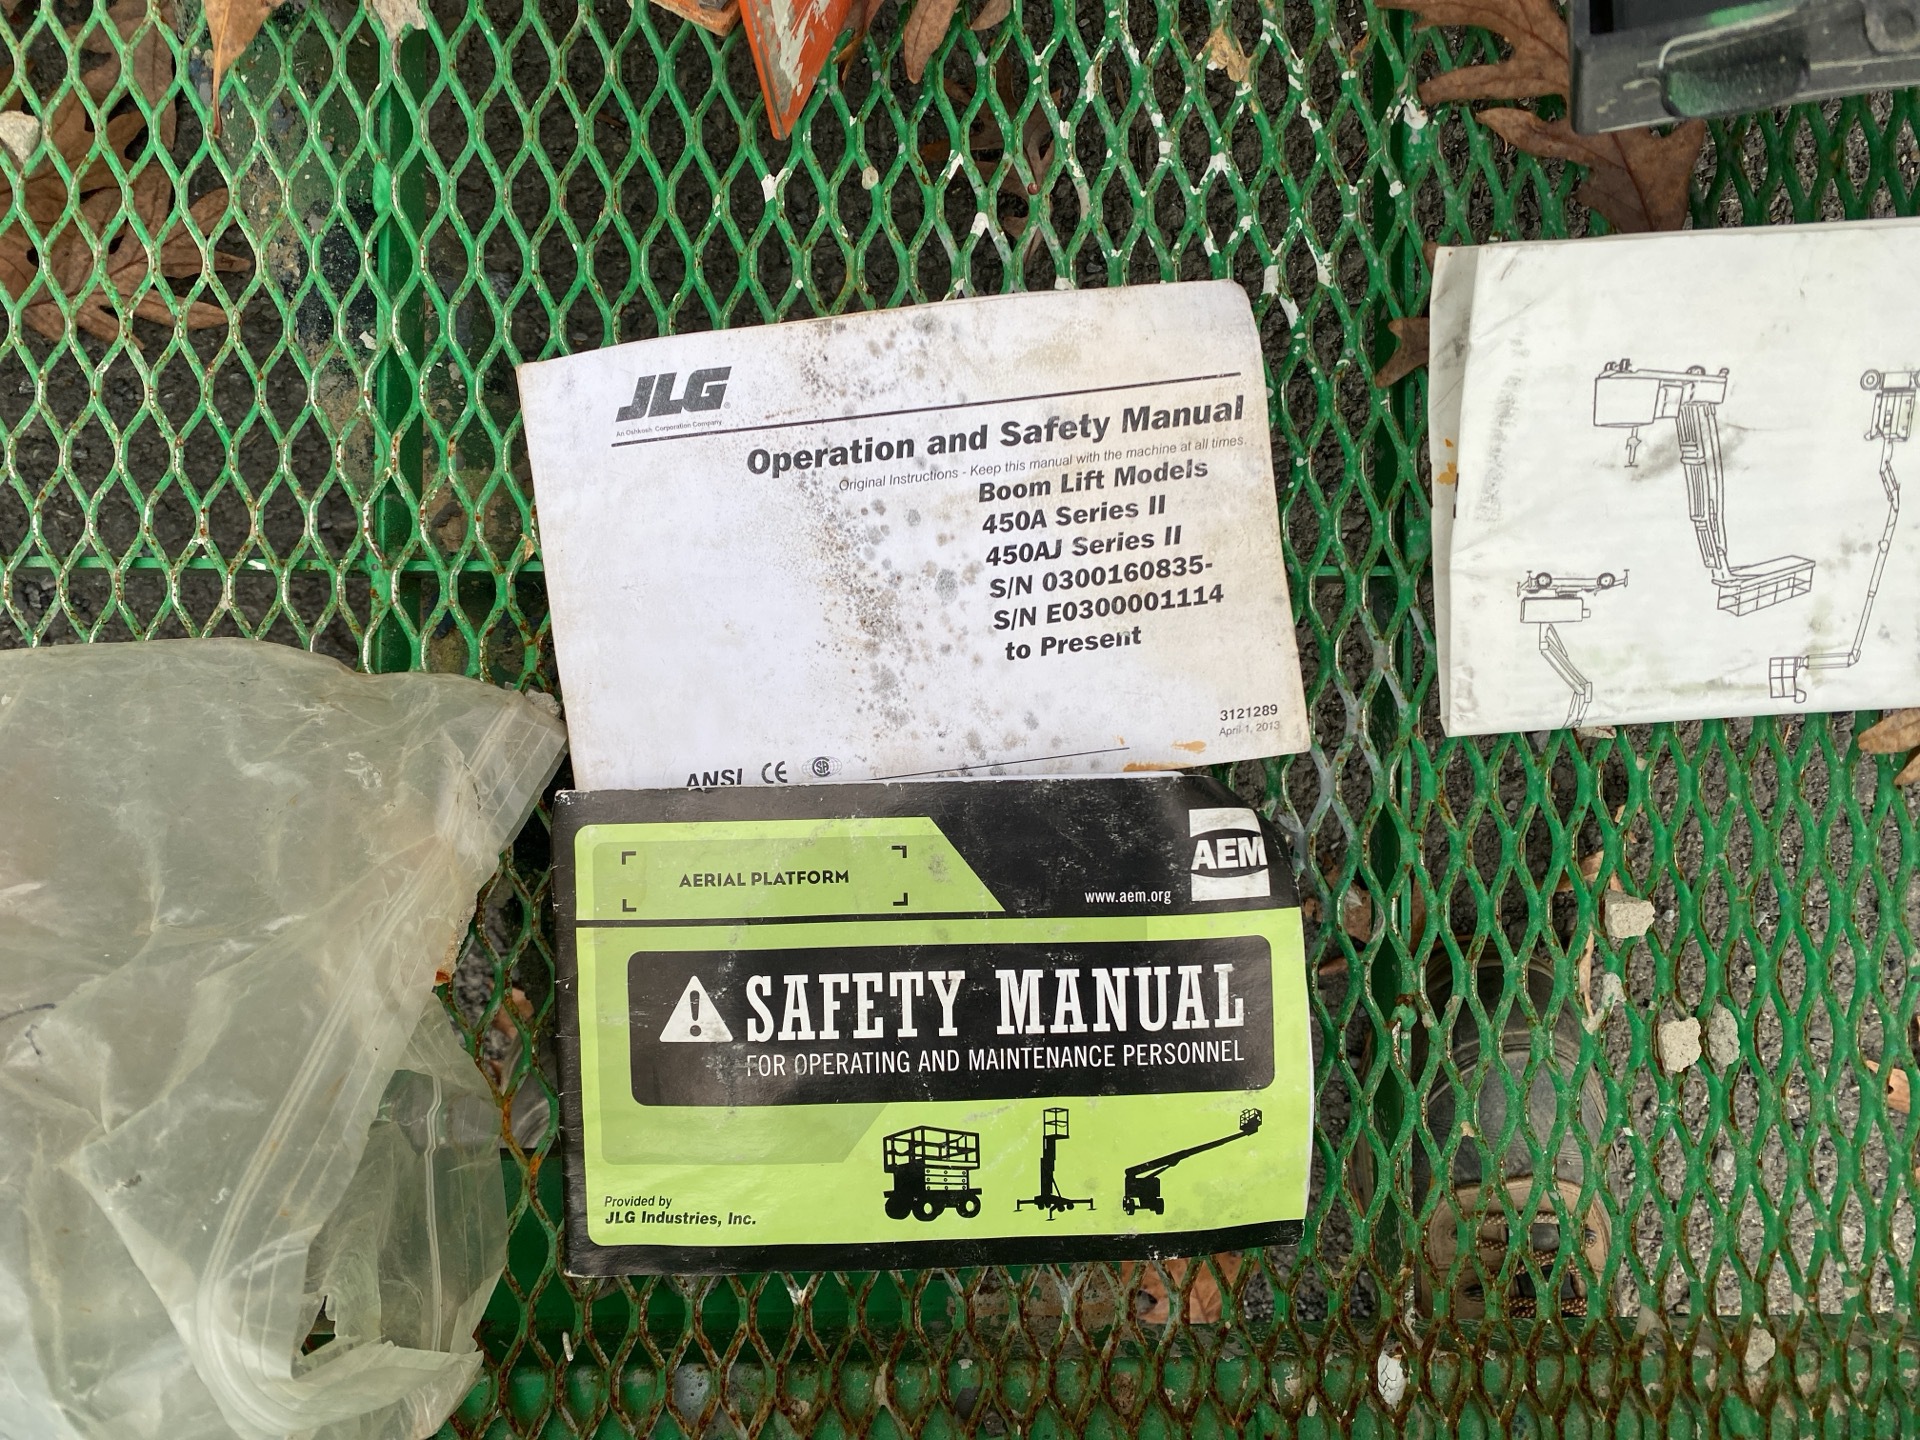 JLG
An Oshkosh Corporation Company
Operation and Safety Manual
Original Instructions - Keep this manual with the machine at all times.
Boom Lift Models
450A Series II
450AJ Series II
S/N 0300160835-
S/N E0300001114
to Present
3121289
April 1, 2013
ANSI CE SA
AERIAL PLATFORM
www.aem.org
AEM
SAFETY MANUAL
FOR OPERATING AND MAINTENANCE PERSONNEL
Provided by
JLG Industries, Inc.